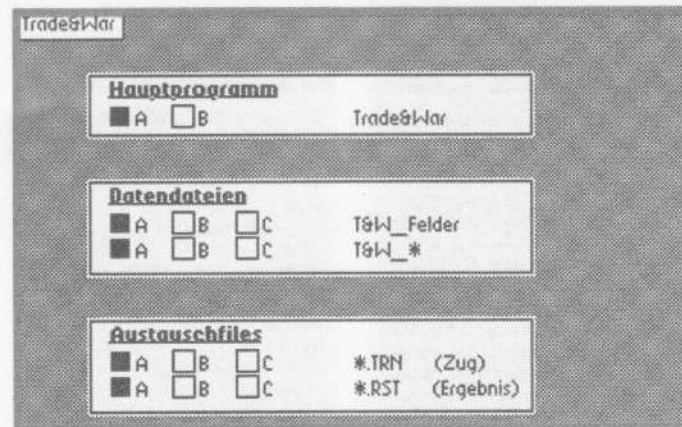 Trade&War
Hauptprogramm
A B Trade&War
Datendateien
A B C T&W_Felder
A B C T&W_*
Austauschfiles
A B C *.TRN (Zug)
A B C *.RST (Ergebnis)